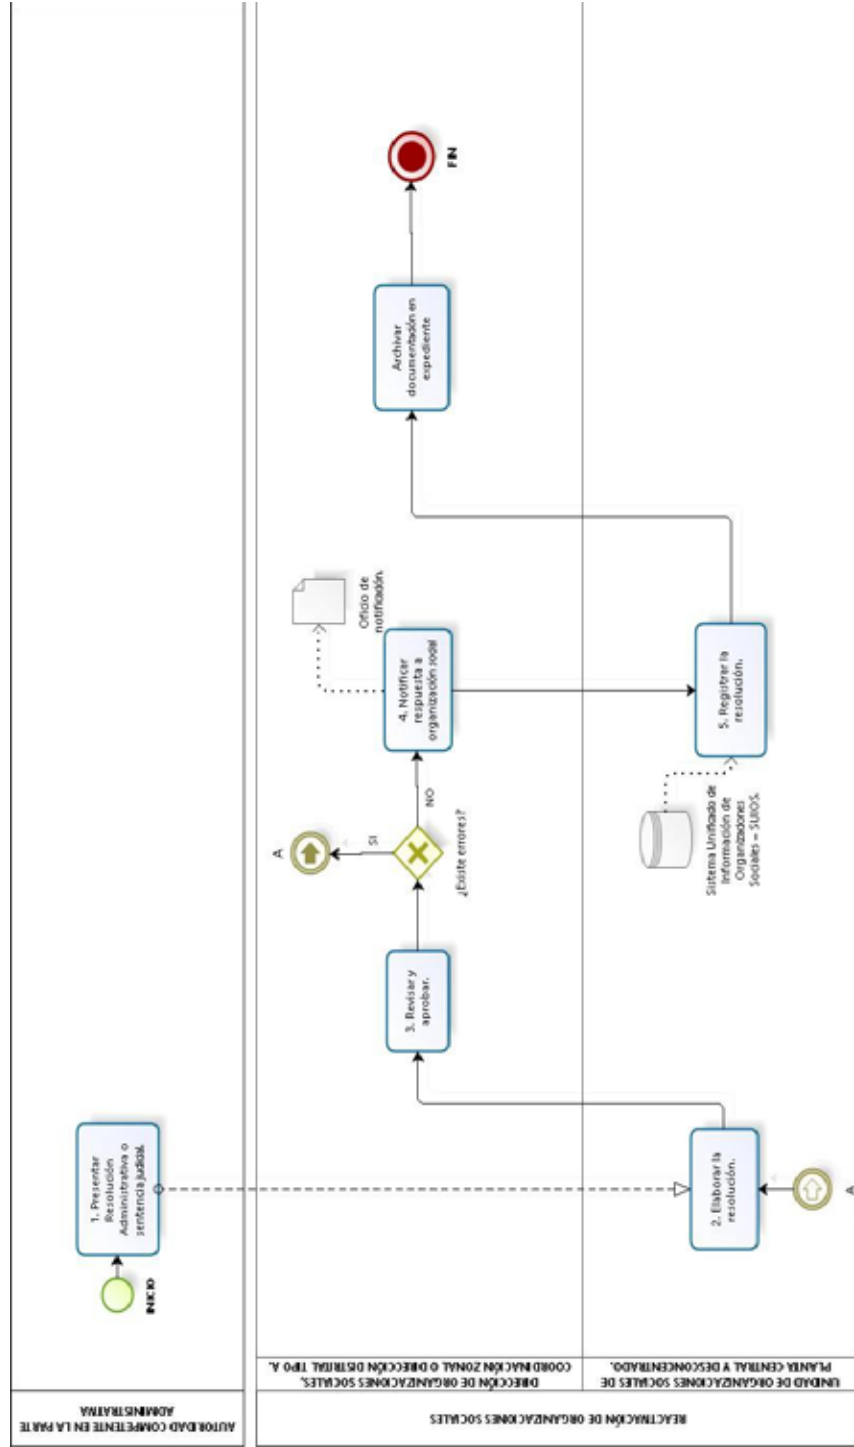 AUTORIDAD COMPETENTE EN LA PARTE
ADMINISTRATIVA
INICIO
1. Presentar
Resolución
Administrativa o
sentencia judicial.
REACTIVACIÓN DE ORGANIZACIONES SOCIALES
DIRECCIÓN DE ORGANIZACIONES SOCIALES,
COORDINACIÓN ZONAL O DIRECCIÓN DISTRITAL TIPO A.
3. Revisar y
aprobar.
¿Existe errores?
SI
A
NO
4. Notificar
respuesta a
organización social
Oficio de
notificación.
Archivar
documentación en
expediente
FIN
UNIDAD DE ORGANIZACIONES SOCIALES DE
PLANTA CENTRAL Y DESCONCENTRADO.
A
2. Elaborar la
resolución.
Sistema Unificado de
Información de
Organizaciones
Sociales – SUIOS.
5. Registrar la
resolución.